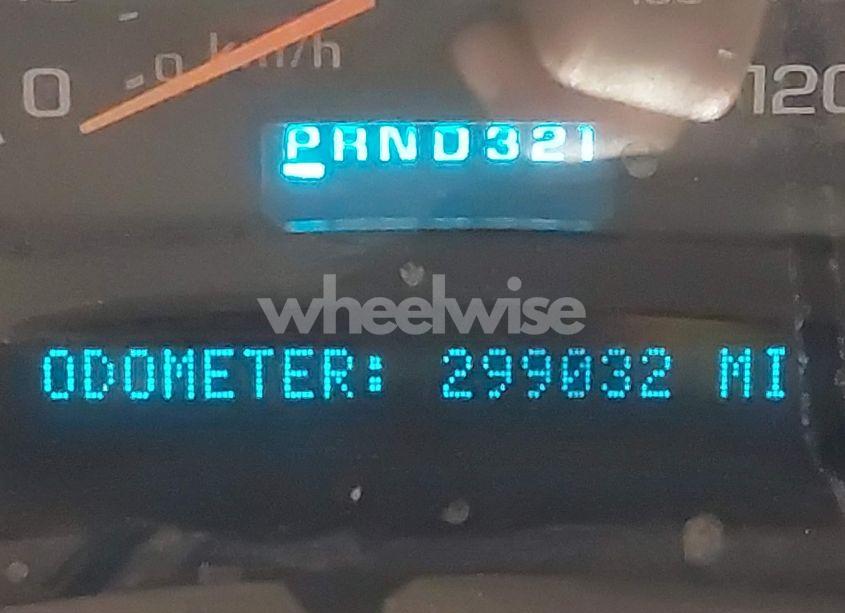 0 km/h 120
PRND321
wheelwise
ODOMETER: 299032 MI